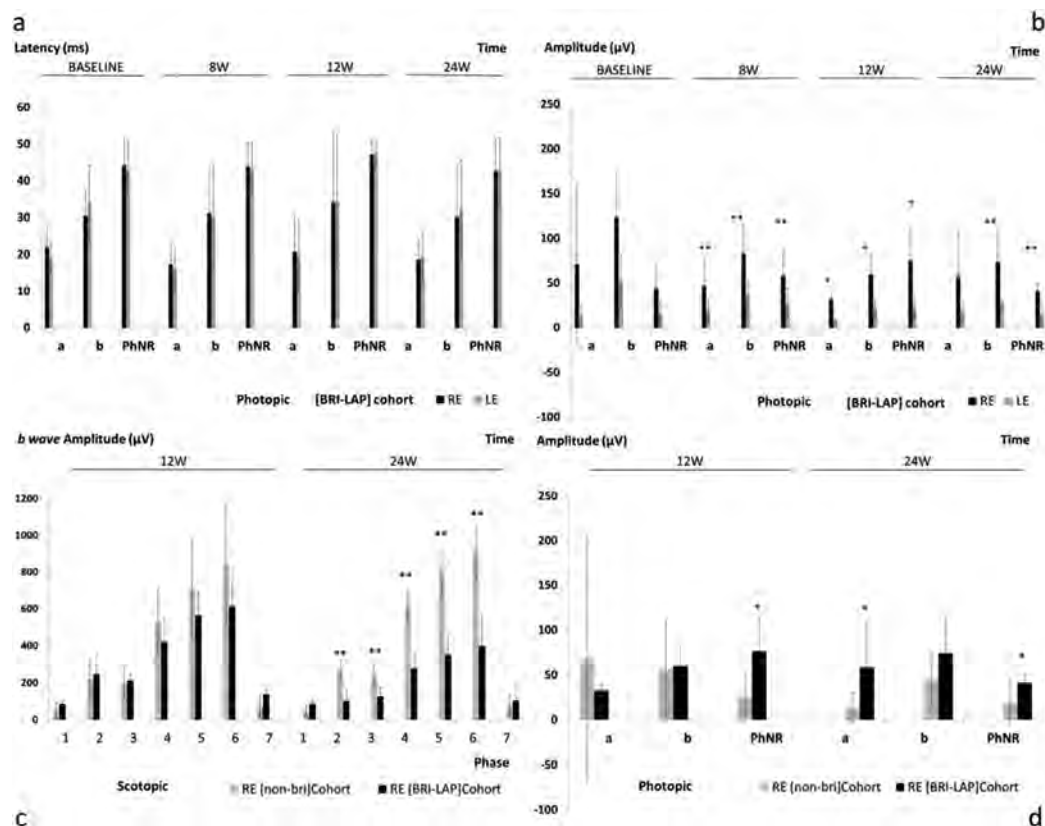 a
Latency (ms) Time
BASELINE 8W 12W 24W
60
50
40
30
20
10
0
a b PhNR a b PhNR a b PhNR a b PhNR
Photopic [BRI-LAP] cohort RE LE
b
Amplitude (µV) Time
BASELINE 8W 12W 24W
250
200
150
100
50
0
-50
-100
** ** ** * * * ** **
a b PhNR a b PhNR a b PhNR a b PhNR
Photopic [BRI-LAP] cohort RE LE
b wave Amplitude (µV) Time
12W 24W
1200
1000
800
600
400
200
0
** ** ** ** **
1 2 3 4 5 6 7 1 2 3 4 5 6 7
Phase
Scotopic RE [non-bri]Cohort RE [BRI-LAP]Cohort
c
Amplitude (µV) Time
12W 24W
250
200
150
100
50
0
-50
-100
* * *
a b PhNR a b PhNR
Photopic RE [non-bri]Cohort RE [BRI-LAP]Cohort
d